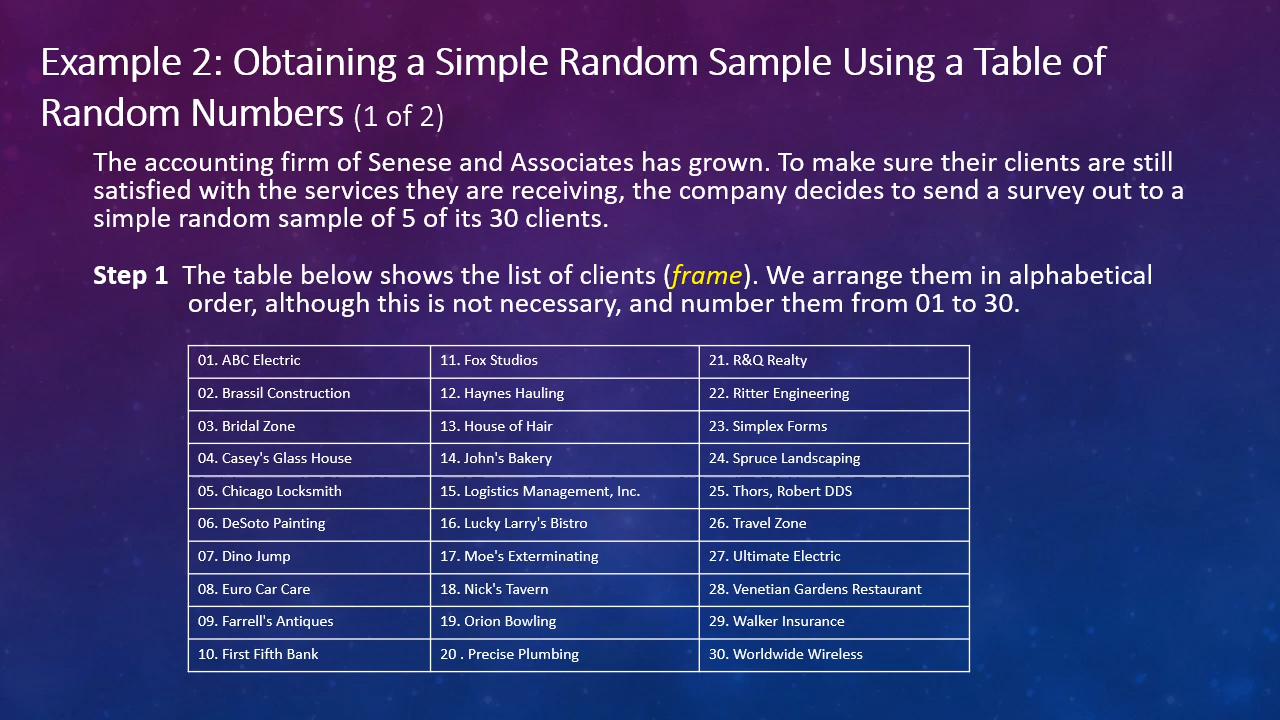 Example 2: Obtaining a Simple Random Sample Using a Table of
Random Numbers (1 of 2)
The accounting firm of Senese and Associates has grown. To make sure their clients are still
satisfied with the services they are receiving, the company decides to send a survey out to a
simple random sample of 5 of its 30 clients.
Step 1 The table below shows the list of clients (frame). We arrange them in alphabetical
order, although this is not necessary, and number them from 01 to 30.
01. ABC Electric 11. Fox Studios 21. R&Q Realty
02. Brassil Construction 12. Haynes Hauling 22. Ritter Engineering
03. Bridal Zone 13. House of Hair 23. Simplex Forms
04. Casey's Glass House 14. John's Bakery 24. Spruce Landscaping
05. Chicago Locksmith 15. Logistics Management, Inc. 25. Thors, Robert DDS
06. DeSoto Painting 16. Lucky Larry's Bistro 26. Travel Zone
07. Dino Jump 17. Moe's Exterminating 27. Ultimate Electric
08. Euro Car Care 18. Nick's Tavern 28. Venetian Gardens Restaurant
09. Farrell's Antiques 19. Orion Bowling 29. Walker Insurance
10. First Fifth Bank 20 . Precise Plumbing 30. Worldwide Wireless